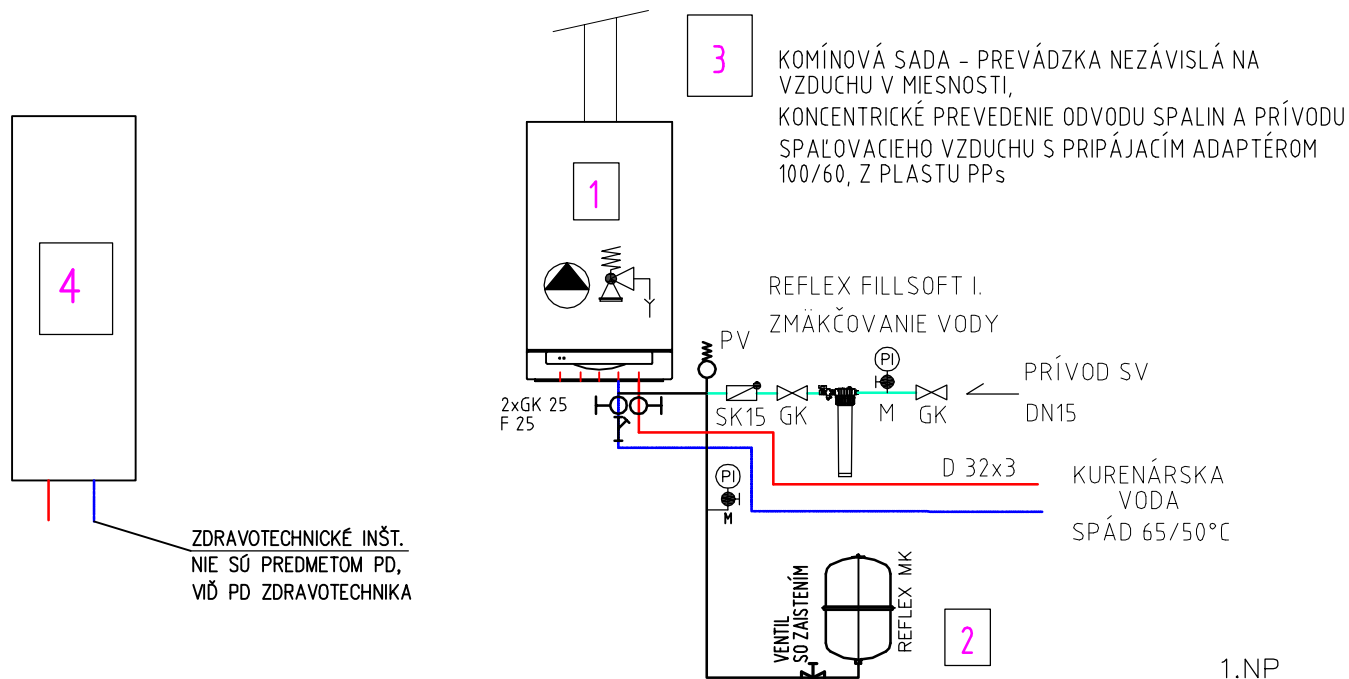 3
KOMÍNOVÁ SADA - PREVÁDZKA NEZÁVISLÁ NA
VZDUCHU V MIESNOSTI,
KONCENTRICKÉ PREVEDENIE ODVODU SPALIN A PRÍVODU
SPAĽOVACIEHO VZDUCHU S PRIPÁJACÍM ADAPTÉROM
100/60, Z PLASTU PPs
1
4
REFLEX FILLSOFT I.
ZMÄKČOVANIE VODY
PV
PI
PRÍVOD SV
2xGK 25
F 25
SK15
GK
M
GK
DN15
D 32x3
PI
M
KURENÁRSKA
VODA
SPÁD 65/50°C
ZDRAVOTECHNICKÉ INŠT.
NIE SÚ PREDMETOM PD,
VIĎ PD ZDRAVOTECHNIKA
VENTIL
SO ZAISTENÍM
REFLEX MK
2
1.NP